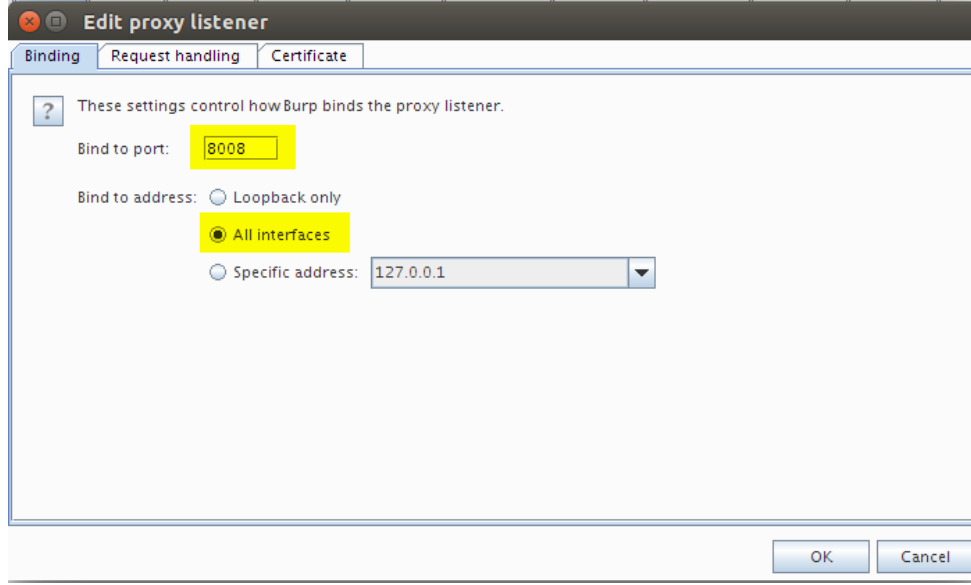 Edit proxy listener
Binding Request handling Certificate
? These settings control how Burp binds the proxy listener.
Bind to port: 8008
Bind to address: Loopback only
All interfaces
Specific address: 127.0.0.1
OK Cancel